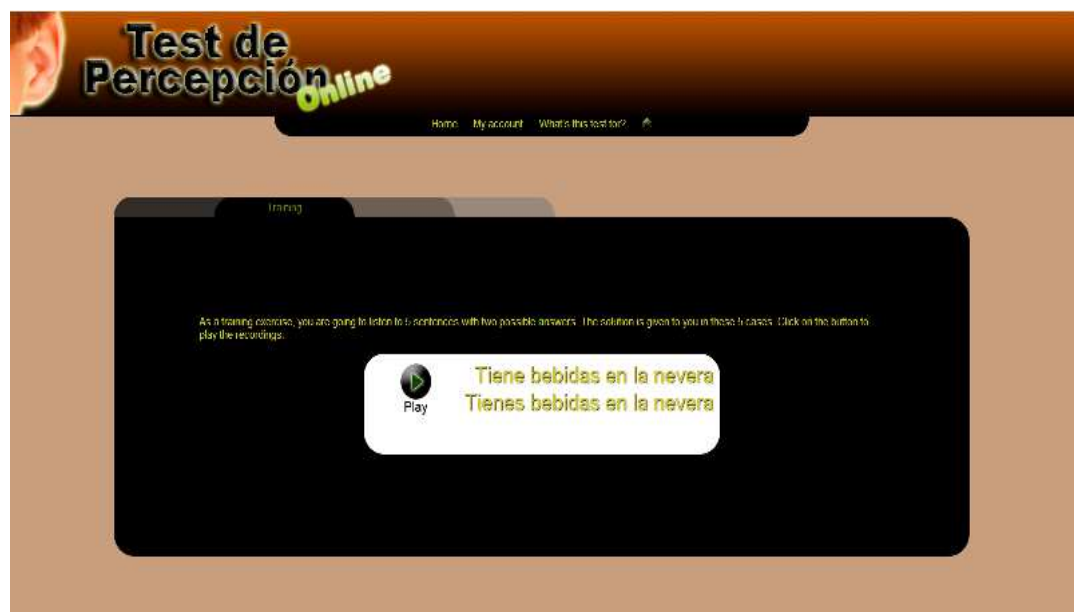 Test de
Percepción
Online
Home My account What's this test for?
Training
As a training exercise, you are going to listen to 5 sentences with two possible answers. The solution is given to you in these 5 cases. Click on the button to
play the recordings.
Tiene bebidas en la nevera
Play
Tienes bebidas en la nevera